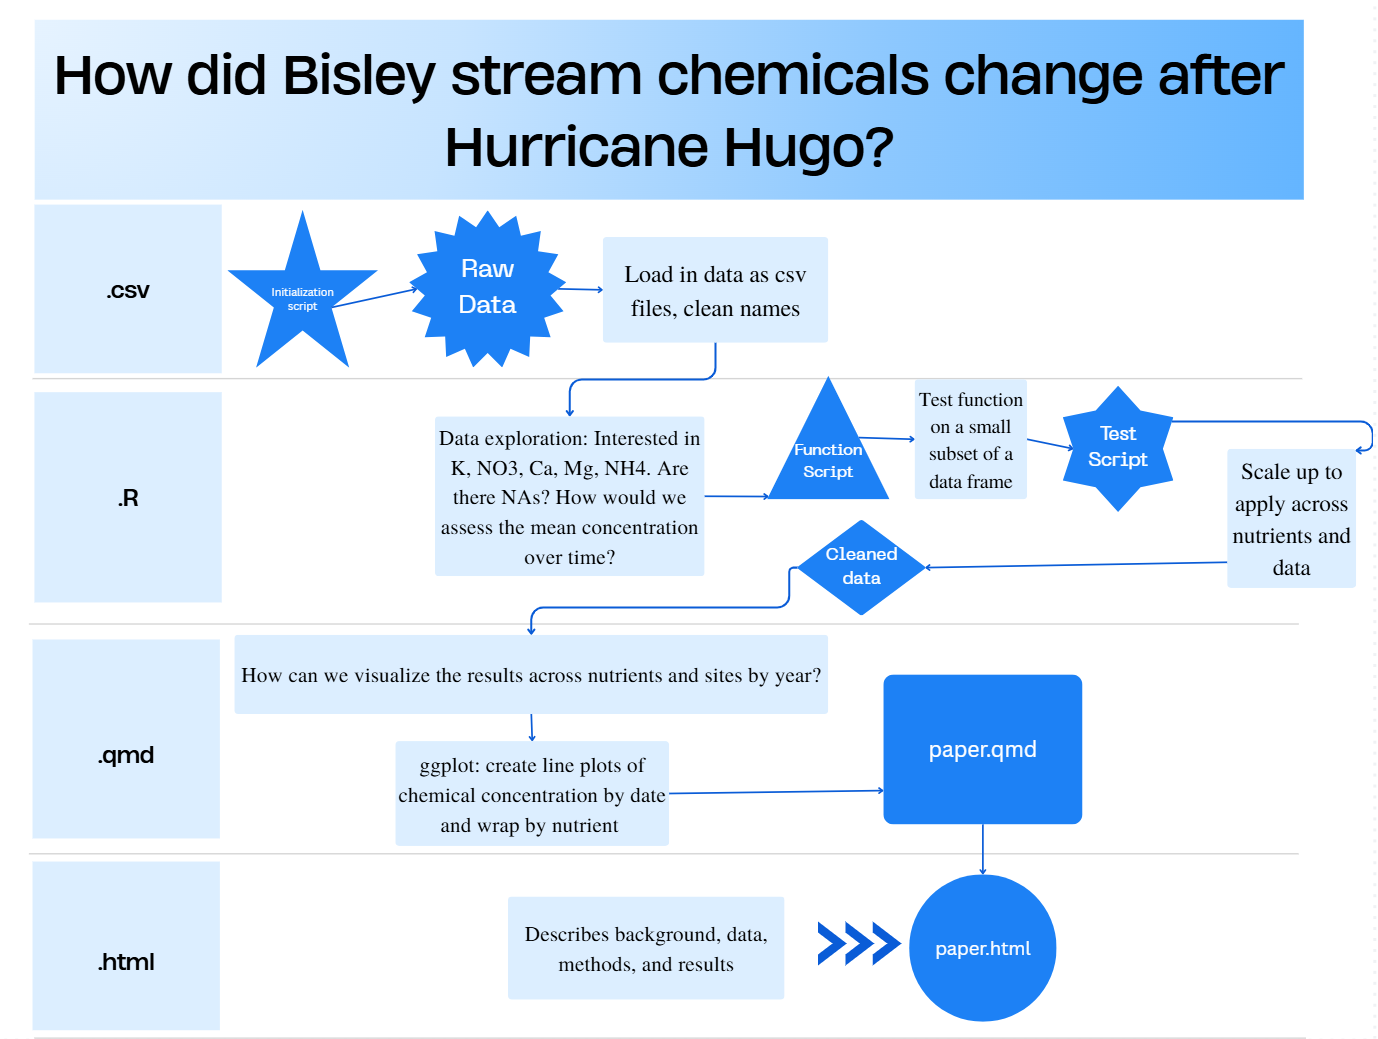 How did Bisley stream chemicals change after
Hurricane Hugo?
.csv
Initialization
script
Raw
Data
Load in data as csv
files, clean names
.R
Data exploration: Interested in
K, NO3, Ca, Mg, NH4. Are
there NAs? How would we
assess the mean concentration
over time?
Function
Script
Test function
on a small
subset of a
data frame
Test
Script
Scale up to
apply across
nutrients and
data
Cleaned
data
.qmd
How can we visualize the results across nutrients and sites by year?
ggplot: create line plots of
chemical concentration by date
and wrap by nutrient
paper.qmd
.html
Describes background, data,
methods, and results
paper.html